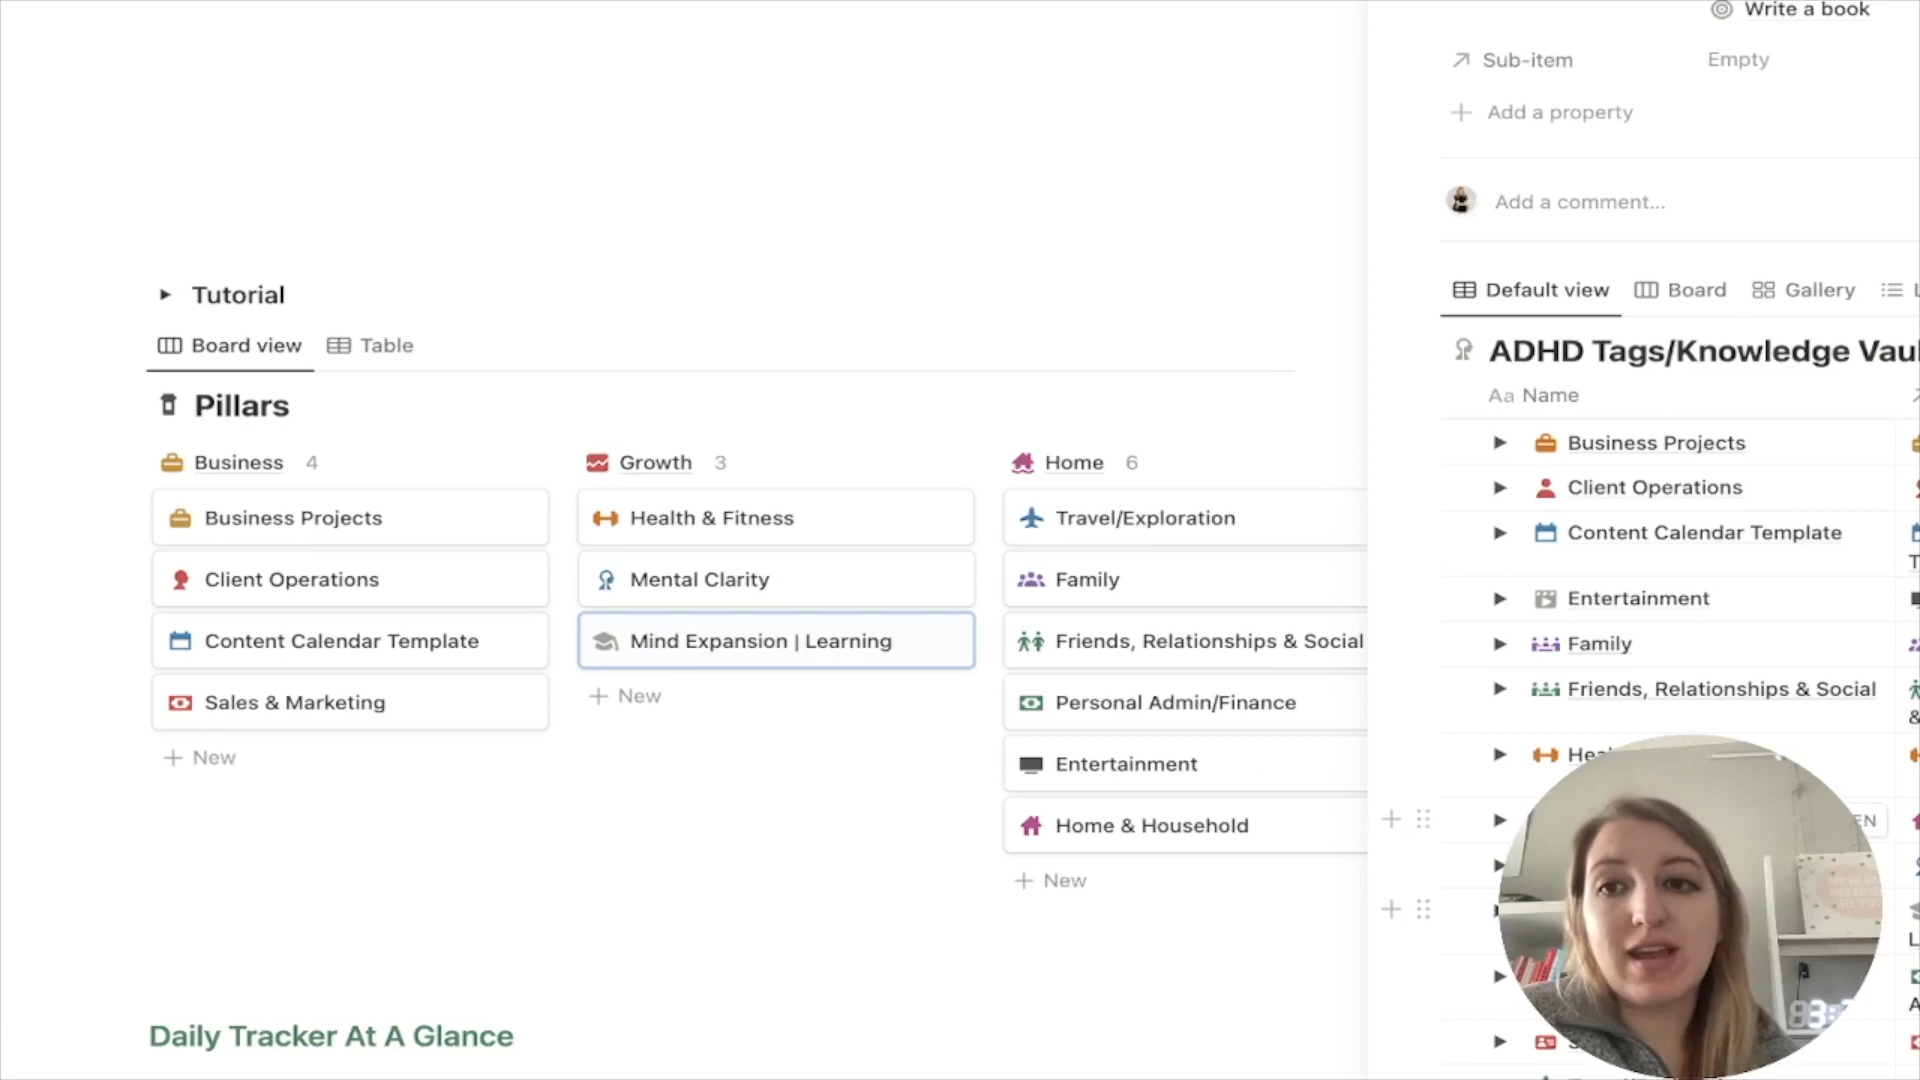 Tutorial
Board view Table
Pillars
Business 4
Business Projects
Client Operations
Content Calendar Template
Sales & Marketing
New
Growth 3
Health & Fitness
Mental Clarity
Mind Expansion | Learning
New
Home 6
Travel/Exploration
Family
Friends, Relationships & Social
Personal Admin/Finance
Entertainment
Home & Household
New
Daily Tracker At A Glance
Write a book
Sub-item Empty
Add a property
Add a comment...
Default view Board Gallery
ADHD Tags/Knowledge Vau
Aa Name
Business Projects
Client Operations
Content Calendar Template
Entertainment
Family
Friends, Relationships & Social
&
Hea
EN